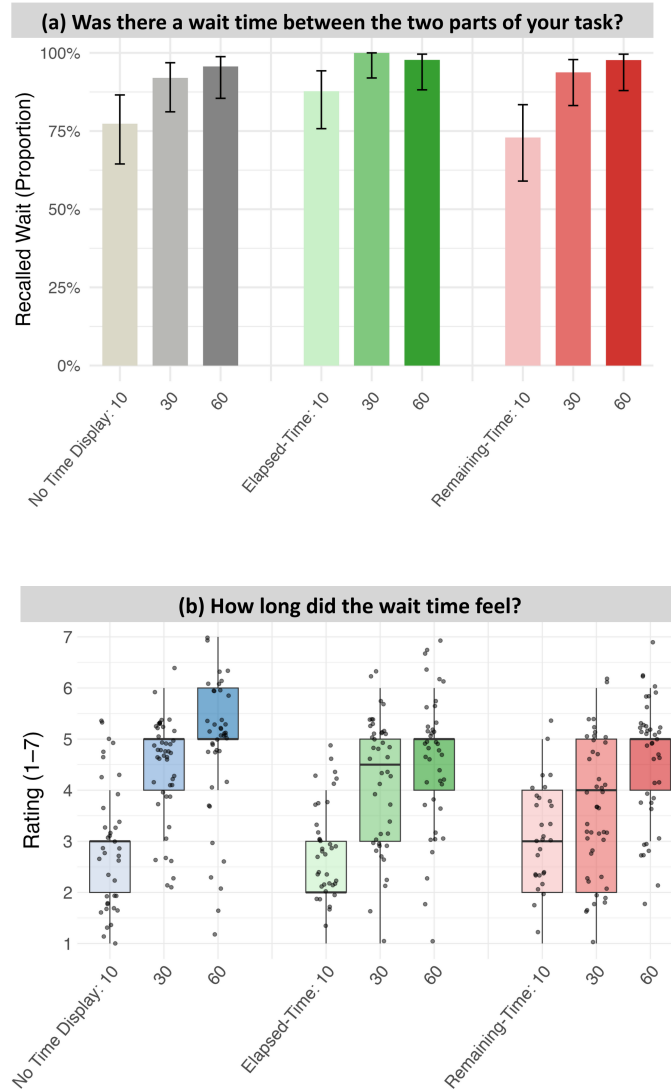 (a) Was there a wait time between the two parts of your task?
Recalled Wait (Proportion)
100%
75%
50%
25%
0%
No Time Display: 10
30
60
Elapsed-Time: 10
30
60
Remaining-Time: 10
30
60
(b) How long did the wait time feel?
Rating (1–7)
7
6
5
4
3
2
1
No Time Display: 10
30
60
Elapsed-Time: 10
30
60
Remaining-Time: 10
30
60